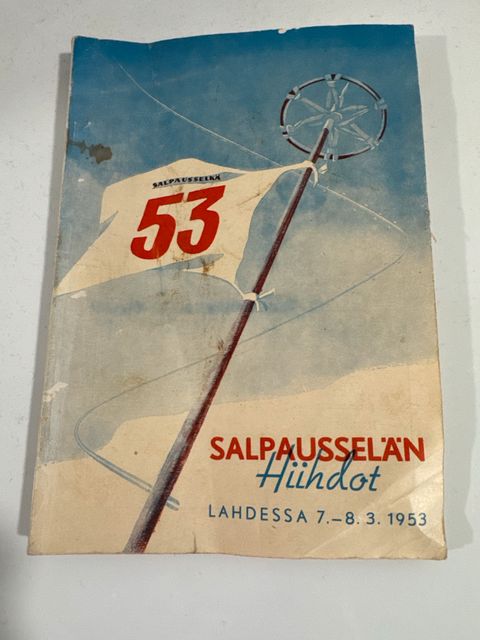 SALPAUSSELKÄ
53
SALPAUSSELÄN
Hiihdot
LAHDESSA 7.–8. 3. 1953